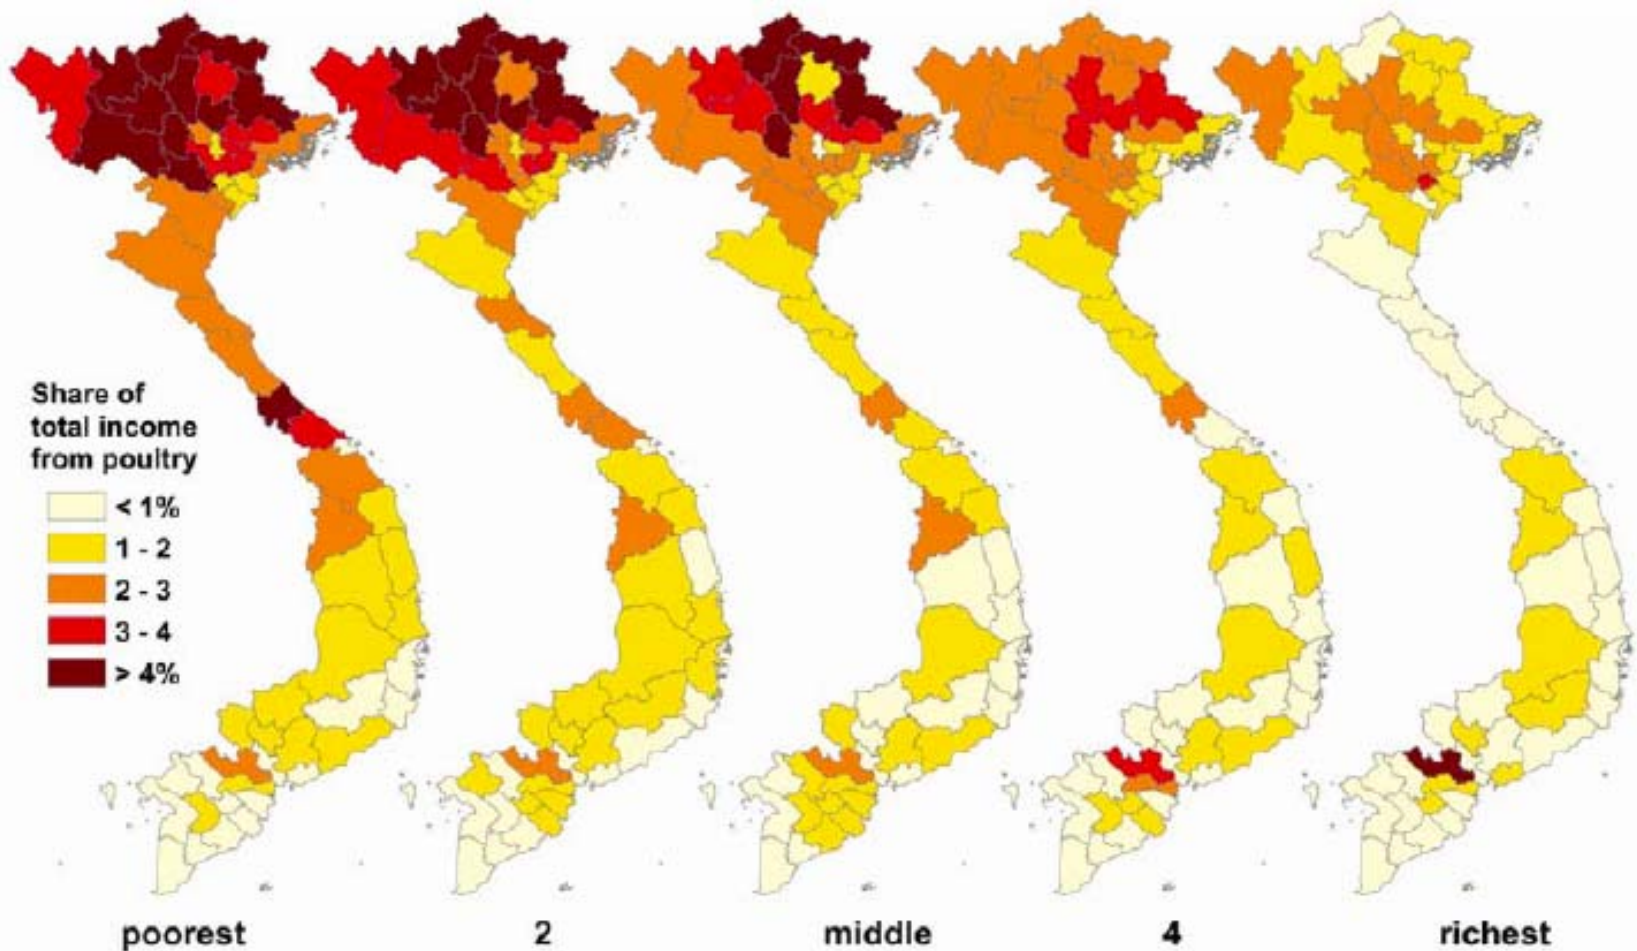 Share of
total income
from poultry
< 1%
1 - 2
2 - 3
3 - 4
> 4%
poorest
2
middle
4
richest